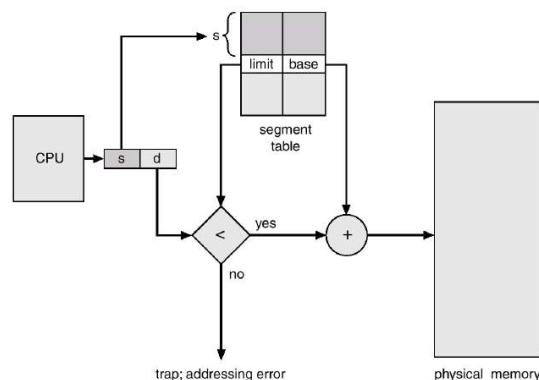 s
limit base
segment
table
CPU
s d
<
yes
+
no
trap; addressing error
physical memory